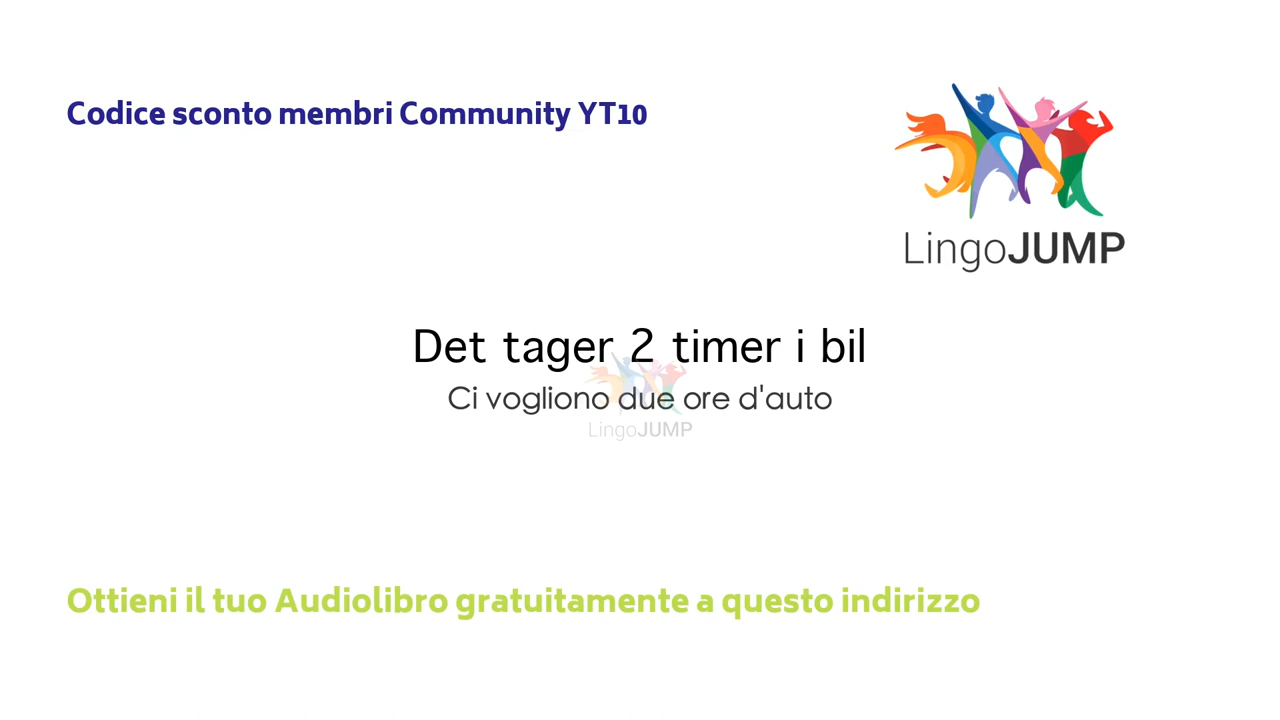 Codice sconto membri Community YT10
LingoJUMP
Det tager 2 timer i bil
Ci vogliono due ore d'auto
LingoJUMP
Ottieni il tuo Audiolibro gratuitamente a questo indirizzo